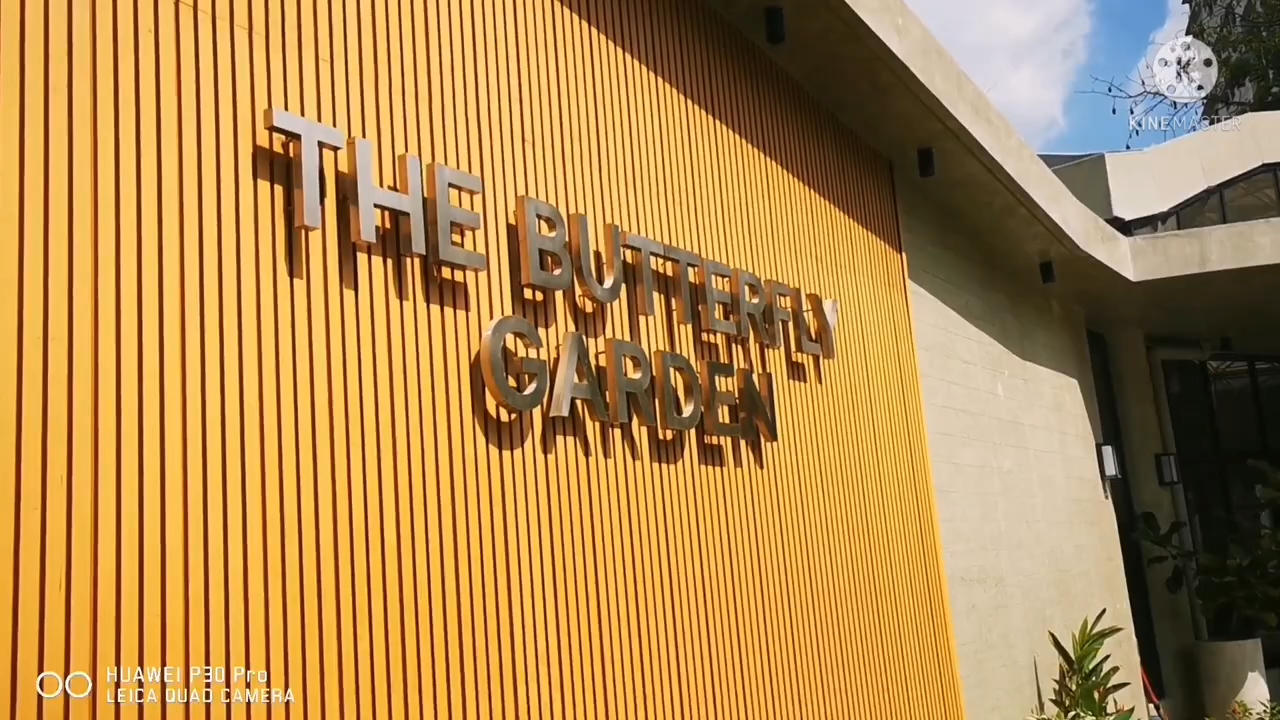 THE BUTTERFLY
GARDEN
K
KINEMASTER
HUAWEI P30 Pro
LEICA QUAD CAMERA